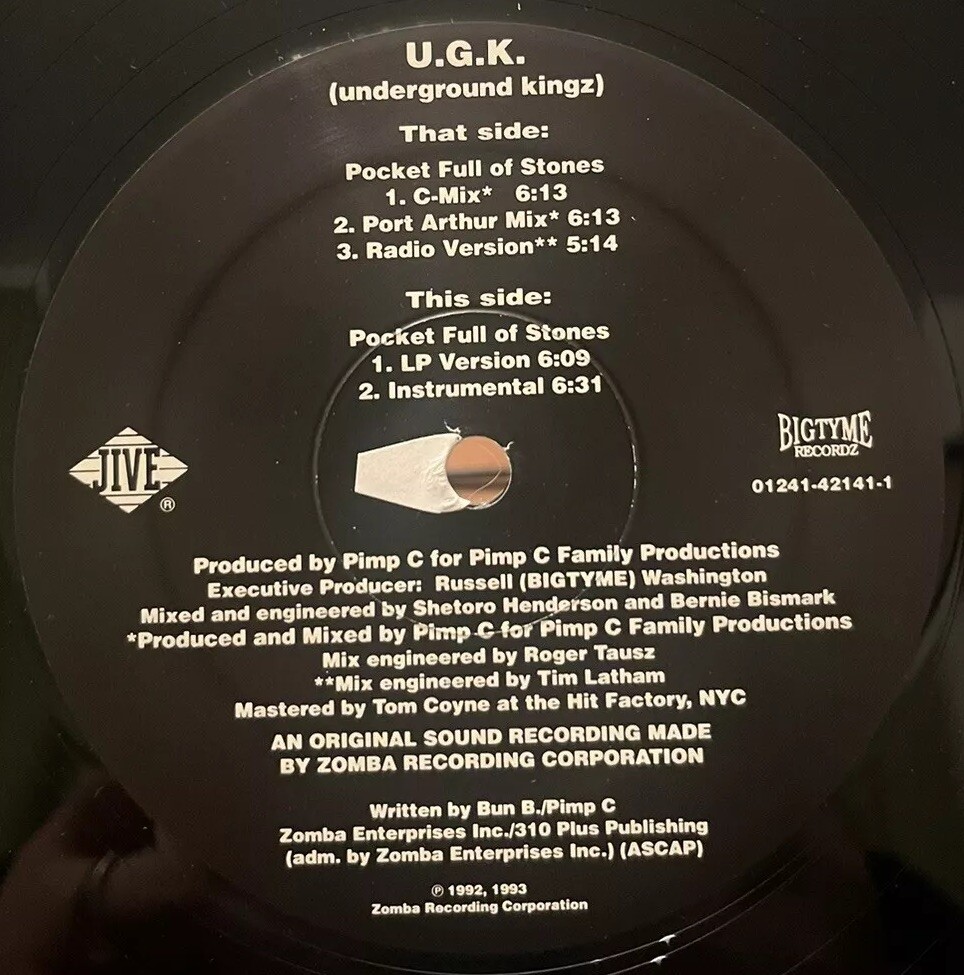 U.G.K.
(underground kingz)
That side:
Pocket Full of Stones
1. C-Mix* 6:13
2. Port Arthur Mix* 6:13
3. Radio Version** 5:14
This side:
Pocket Full of Stones
1. LP Version 6:09
2. Instrumental 6:31
JIVE
®
BIGTYME
RECORDZ
01241-42141-1
Produced by Pimp C for Pimp C Family Productions
Executive Producer: Russell (BIGTYME) Washington
Mixed and engineered by Shetoro Henderson and Bernie Bismark
*Produced and Mixed by Pimp C for Pimp C Family Productions
Mix engineered by Roger Tausz
**Mix engineered by Tim Latham
Mastered by Tom Coyne at the Hit Factory, NYC
AN ORIGINAL SOUND RECORDING MADE
BY ZOMBA RECORDING CORPORATION
Written by Bun B./Pimp C
Zomba Enterprises Inc./310 Plus Publishing
(adm. by Zomba Enterprises Inc.) (ASCAP)
℗ 1992, 1993
Zomba Recording Corporation